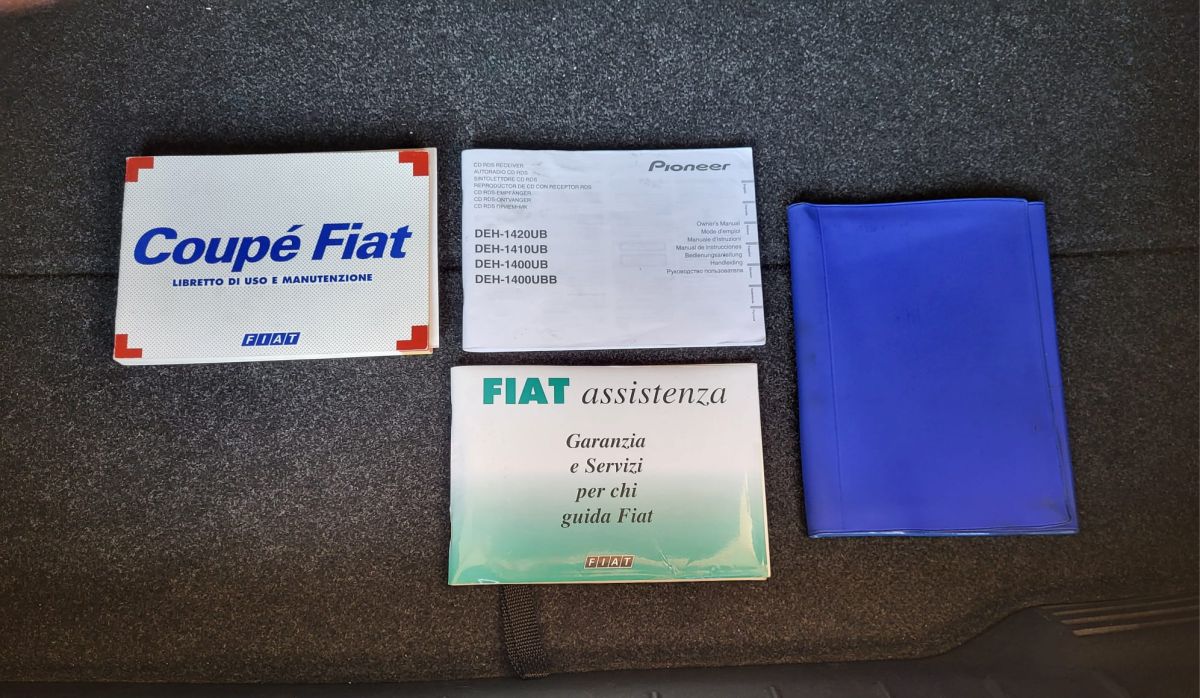 Coupé Fiat
LIBRETTO DI USO E MANUTENZIONE
FIAT
CD RDS RECEIVER
AUTORADIO CD RDS
SINTOLETTORE CD RDS
REPRODUCTOR DE CD CON RECEPTOR RDS
CD-RDS-EMPFÄNGER
CD RDS-ONTVANGER
CD RDS ПРИЕМНИК
Pioneer
DEH-1420UB
DEH-1410UB
DEH-1400UB
DEH-1400UBB
Owner's Manual
Mode d'emploi
Manuale d'istruzioni
Manual de instrucciones
Bedienungsanleitung
Handleiding
Руководство пользователя
FIAT assistenza
Garanzia
e Servizi
per chi
guida Fiat
FIAT